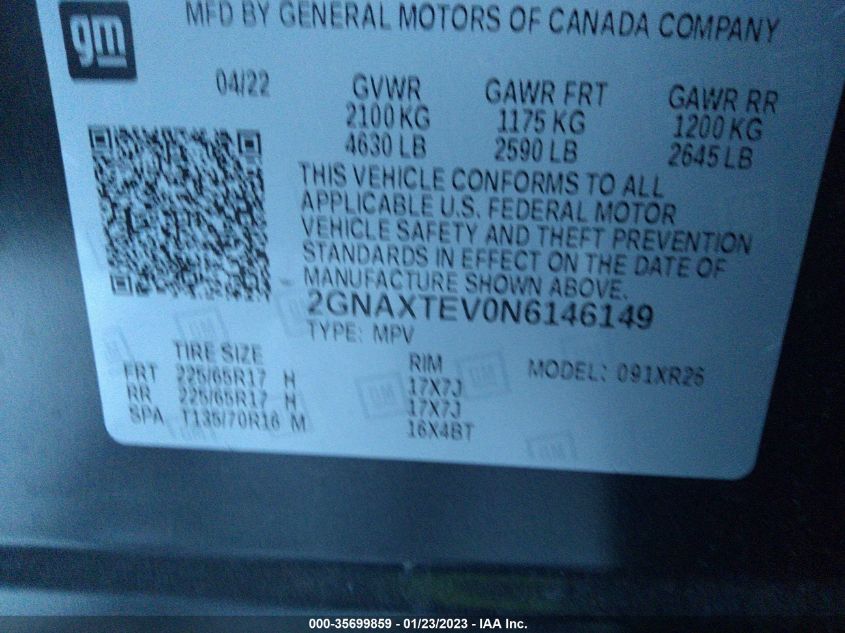 gm
MFD BY GENERAL MOTORS OF CANADA COMPANY
04/22 GVWR GAWR FRT GAWR RR
2100 KG 1175 KG 1200 KG
4630 LB 2590 LB 2645 LB
THIS VEHICLE CONFORMS TO ALL
APPLICABLE U.S. FEDERAL MOTOR
VEHICLE SAFETY AND THEFT PREVENTION
STANDARDS IN EFFECT ON THE DATE OF
MANUFACTURE SHOWN ABOVE.
2GNAXTEV0N6146149
TYPE: MPV
TIRE SIZE RIM MODEL: 091XR26
FRT 225/65R17 H 17X7J
RR 225/65R17 H 17X7J
SPA T135/70R16 M 16X4BT
000-35699859 - 01/23/2023 - IAA Inc.